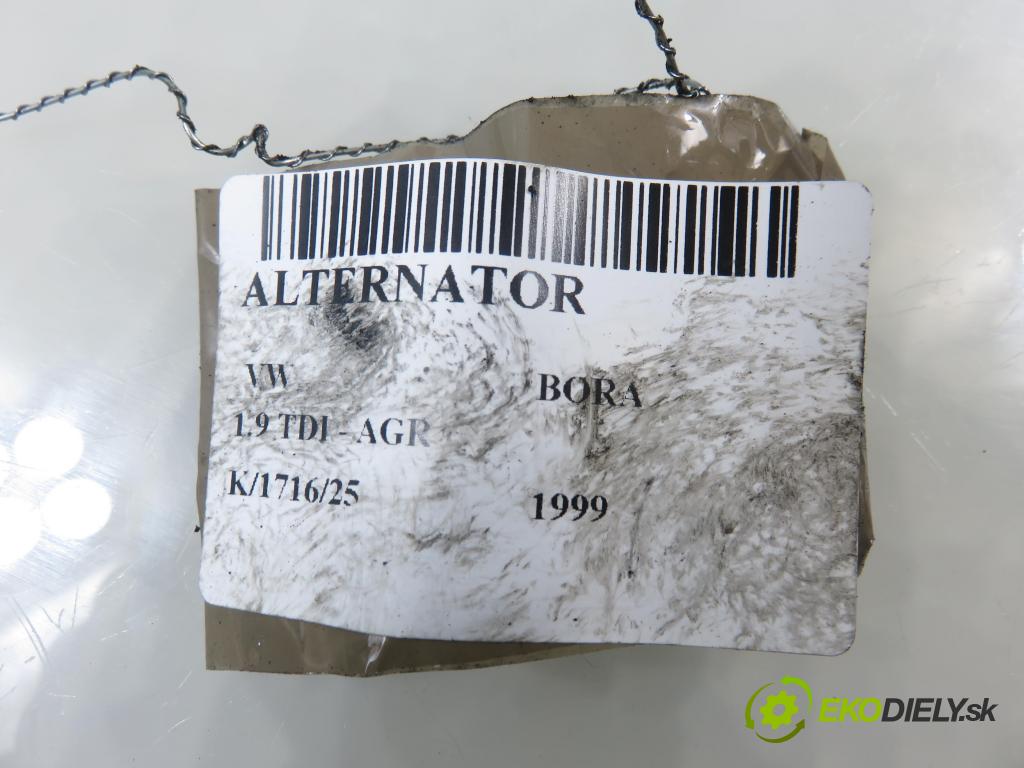 ALTERNATOR
VW BORA
1.9 TDI - AGR
K/1716/25 1999
EKODIELY.sk